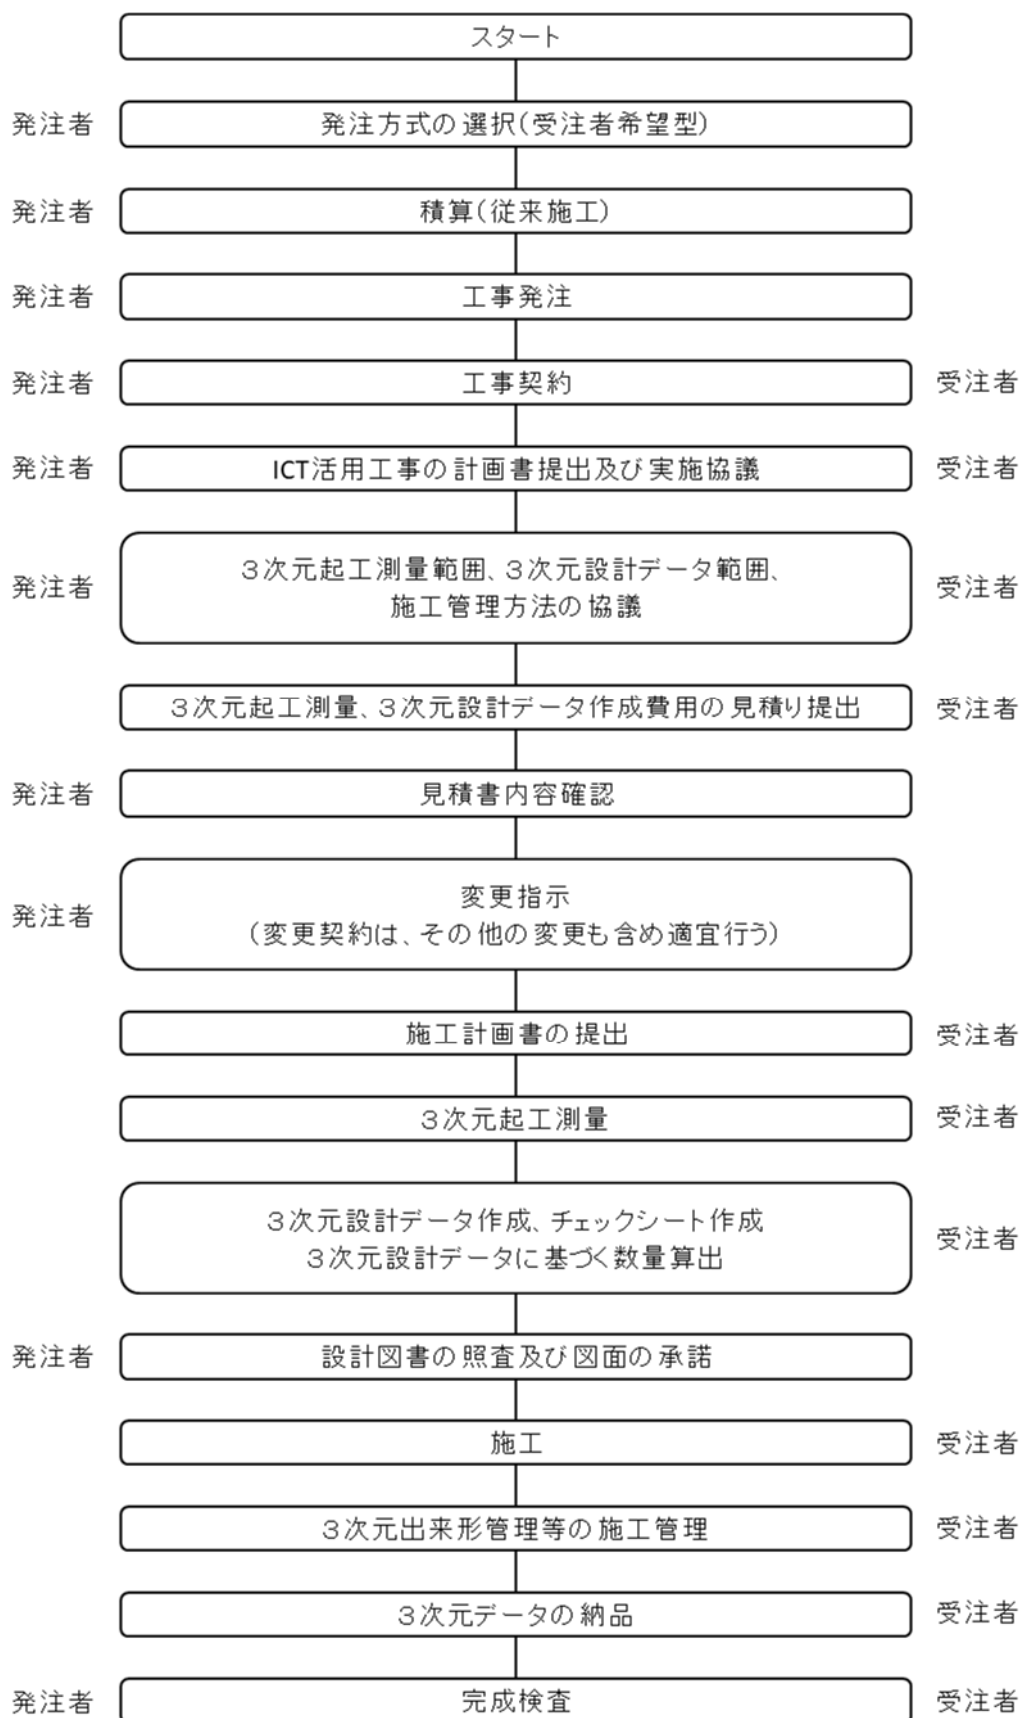 スタート
発注者 発注方式の選択(受注者希望型)
発注者 積算(従来施工)
発注者 工事発注
発注者 工事契約 受注者
発注者 ICT活用工事の計画書提出及び実施協議 受注者
3次元起工測量範囲、3次元設計データ範囲、
発注者 施工管理方法の協議 受注者
3次元起工測量、3次元設計データ作成費用の見積り提出 受注者
発注者 見積書内容確認
変更指示
発注者 (変更契約は、その他の変更も含め適宜行う)
施工計画書の提出 受注者
3次元起工測量 受注者
3次元設計データ作成、チェックシート作成
3次元設計データに基づく数量算出 受注者
発注者 設計図書の照査及び図面の承諾
施工 受注者
3次元出来形管理等の施工管理 受注者
3次元データの納品 受注者
発注者 完成検査 受注者